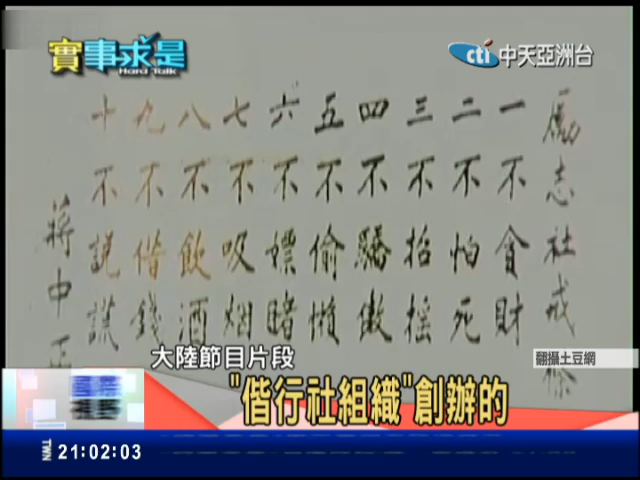 實事求是
Hard Talk
cti 中天亞洲台
勵志社戒條
一不貪財
二不怕死
三不招搖
四不驕傲
五不偷懶
六不嫖賭
七不吸烟
八不飲酒
九不借錢
十不說謊
蔣中正
翻攝土豆網
大陸節目片段
"偕行社組織"創辦的
TWN 21:02:03